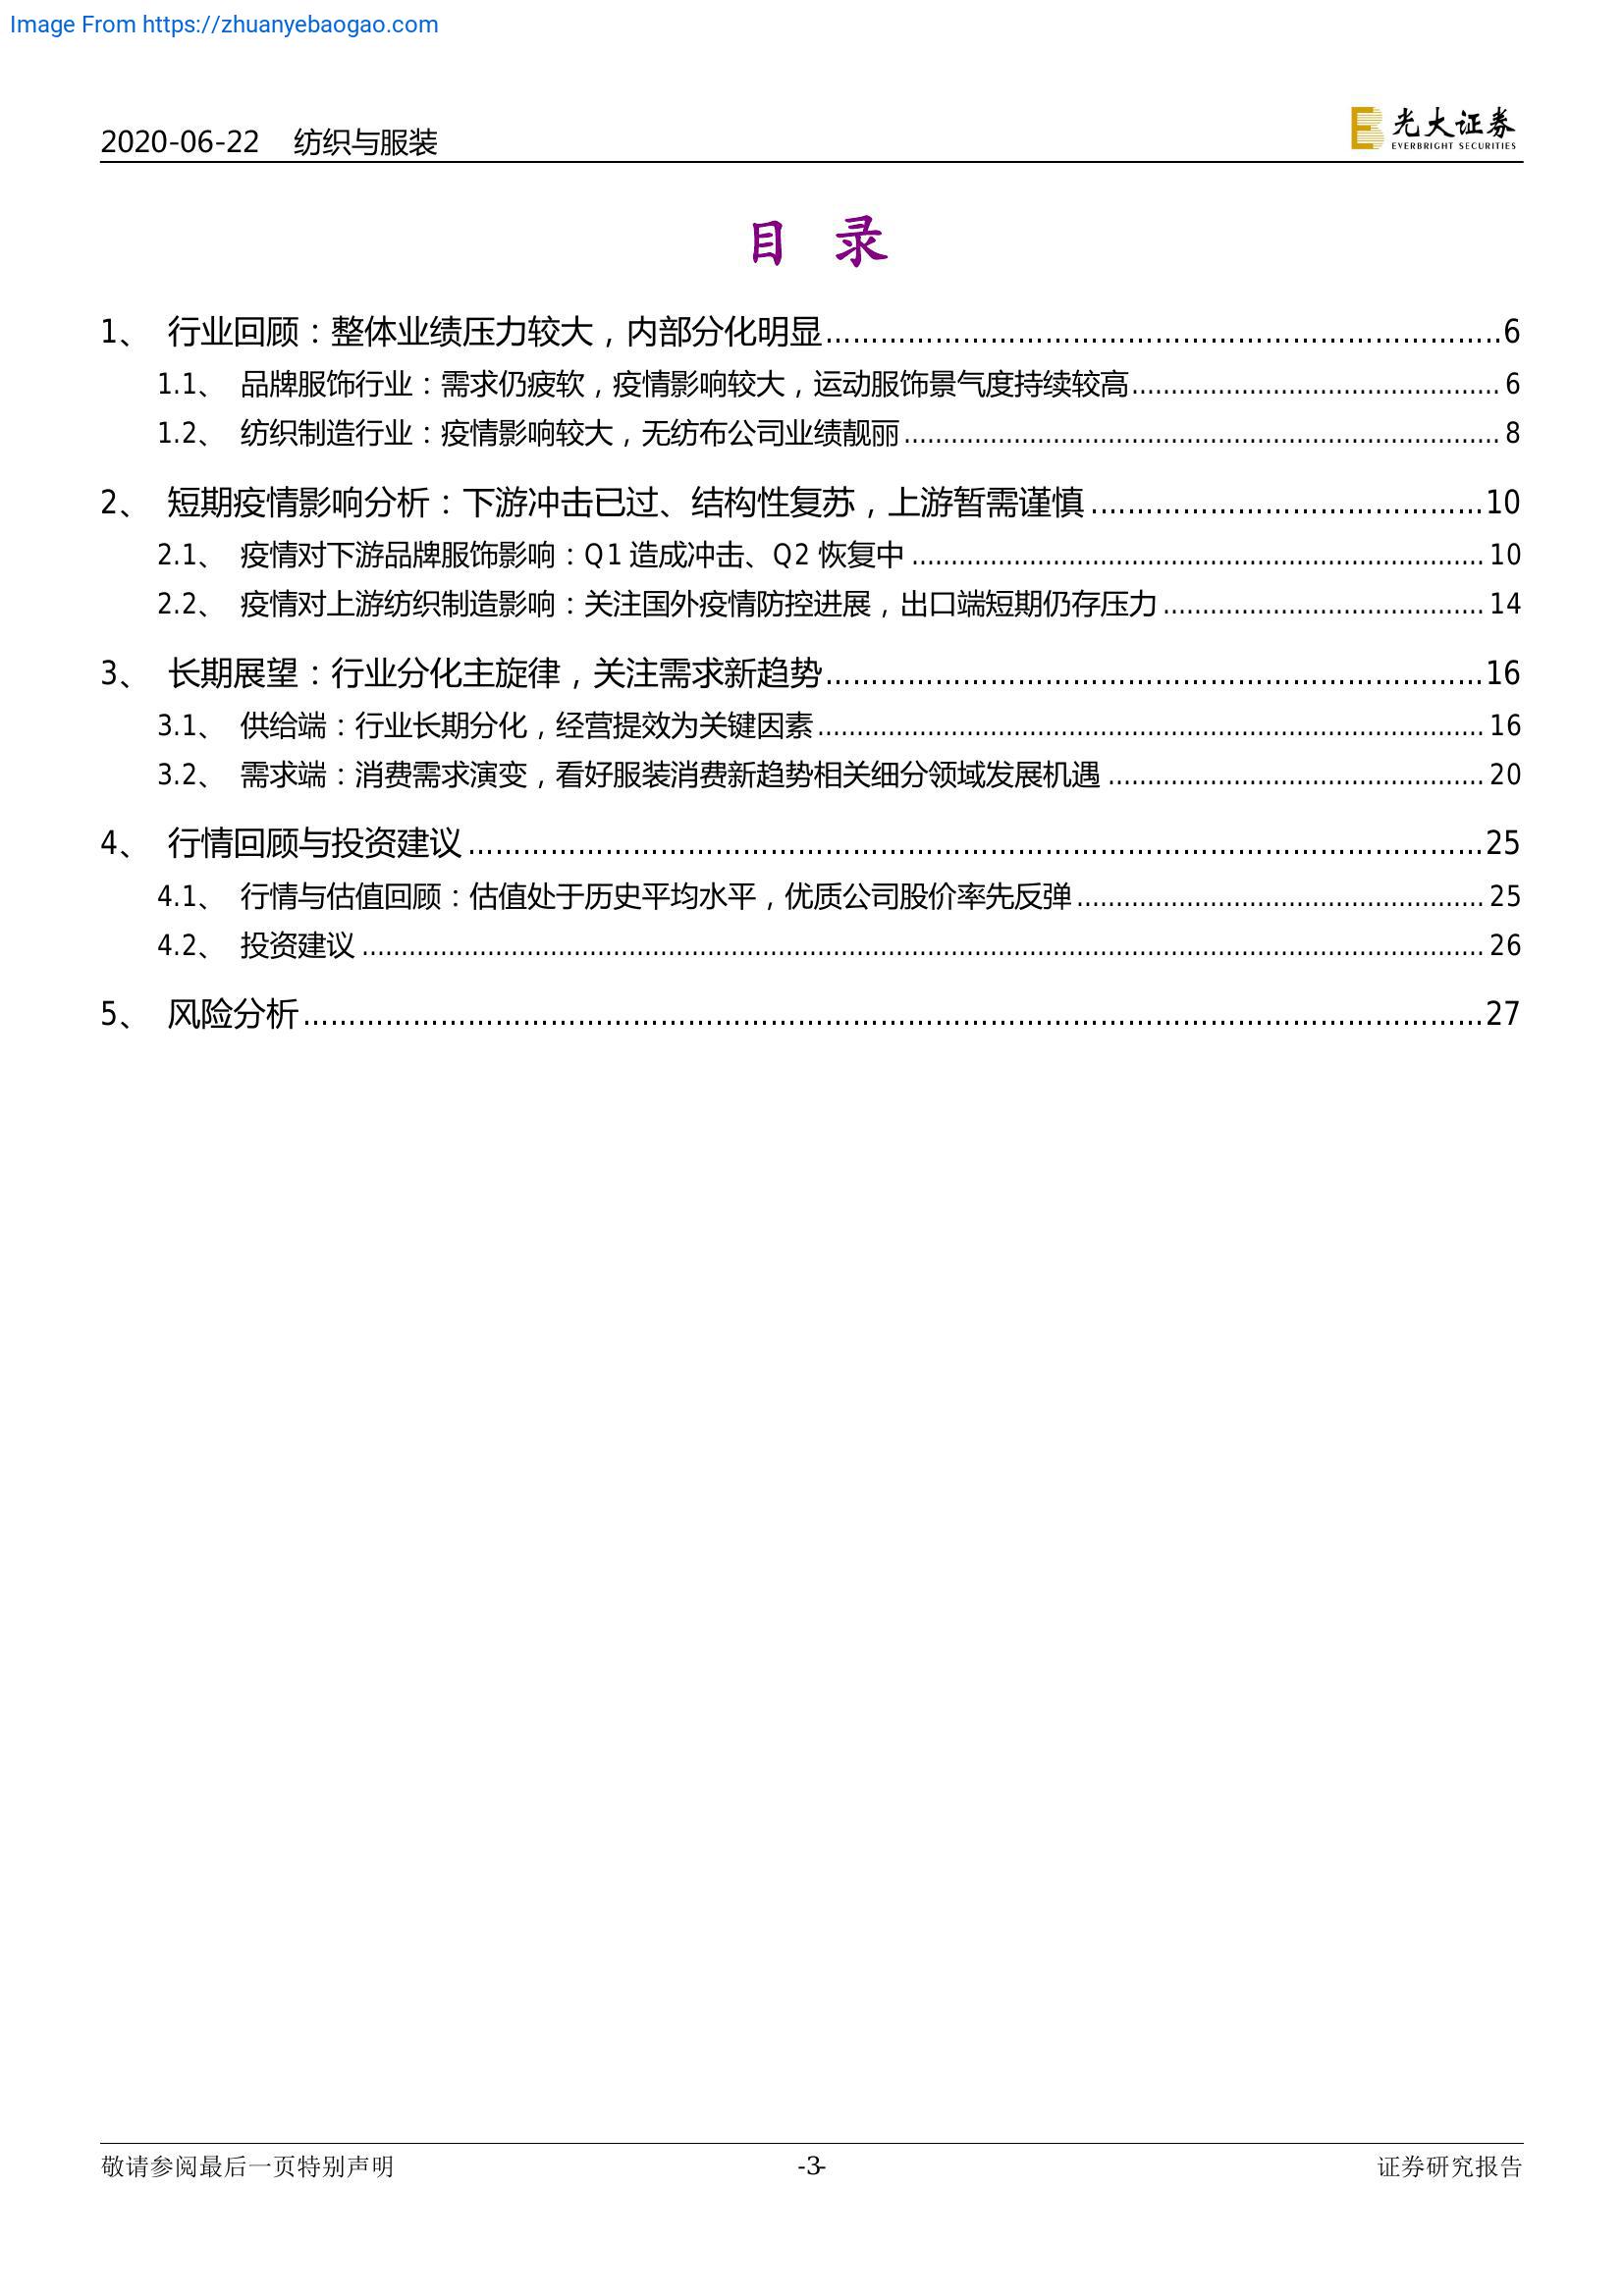 Image From https://zhuanyebaogao.com
2020-06-22 纺织与服装
光大证券
EVERBRIGHT SECURITIES
目 录
1、 行业回顾：整体业绩压力较大，内部分化明显 6
1.1、 品牌服饰行业：需求仍疲软，疫情影响较大，运动服饰景气度持续较高 6
1.2、 纺织制造行业：疫情影响较大，无纺布公司业绩靓丽 8
2、 短期疫情影响分析：下游冲击已过、结构性复苏，上游暂需谨慎 10
2.1、 疫情对下游品牌服饰影响：Q1 造成冲击、Q2 恢复中 10
2.2、 疫情对上游纺织制造影响：关注国外疫情防控进展，出口端短期仍存压力 14
3、 长期展望：行业分化主旋律，关注需求新趋势 16
3.1、 供给端：行业长期分化，经营提效为关键因素 16
3.2、 需求端：消费需求演变，看好服装消费新趋势相关细分领域发展机遇 20
4、 行情回顾与投资建议 25
4.1、 行情与估值回顾：估值处于历史平均水平，优质公司股价率先反弹 25
4.2、 投资建议 26
5、 风险分析 27
敬请参阅最后一页特别声明 -3- 证券研究报告